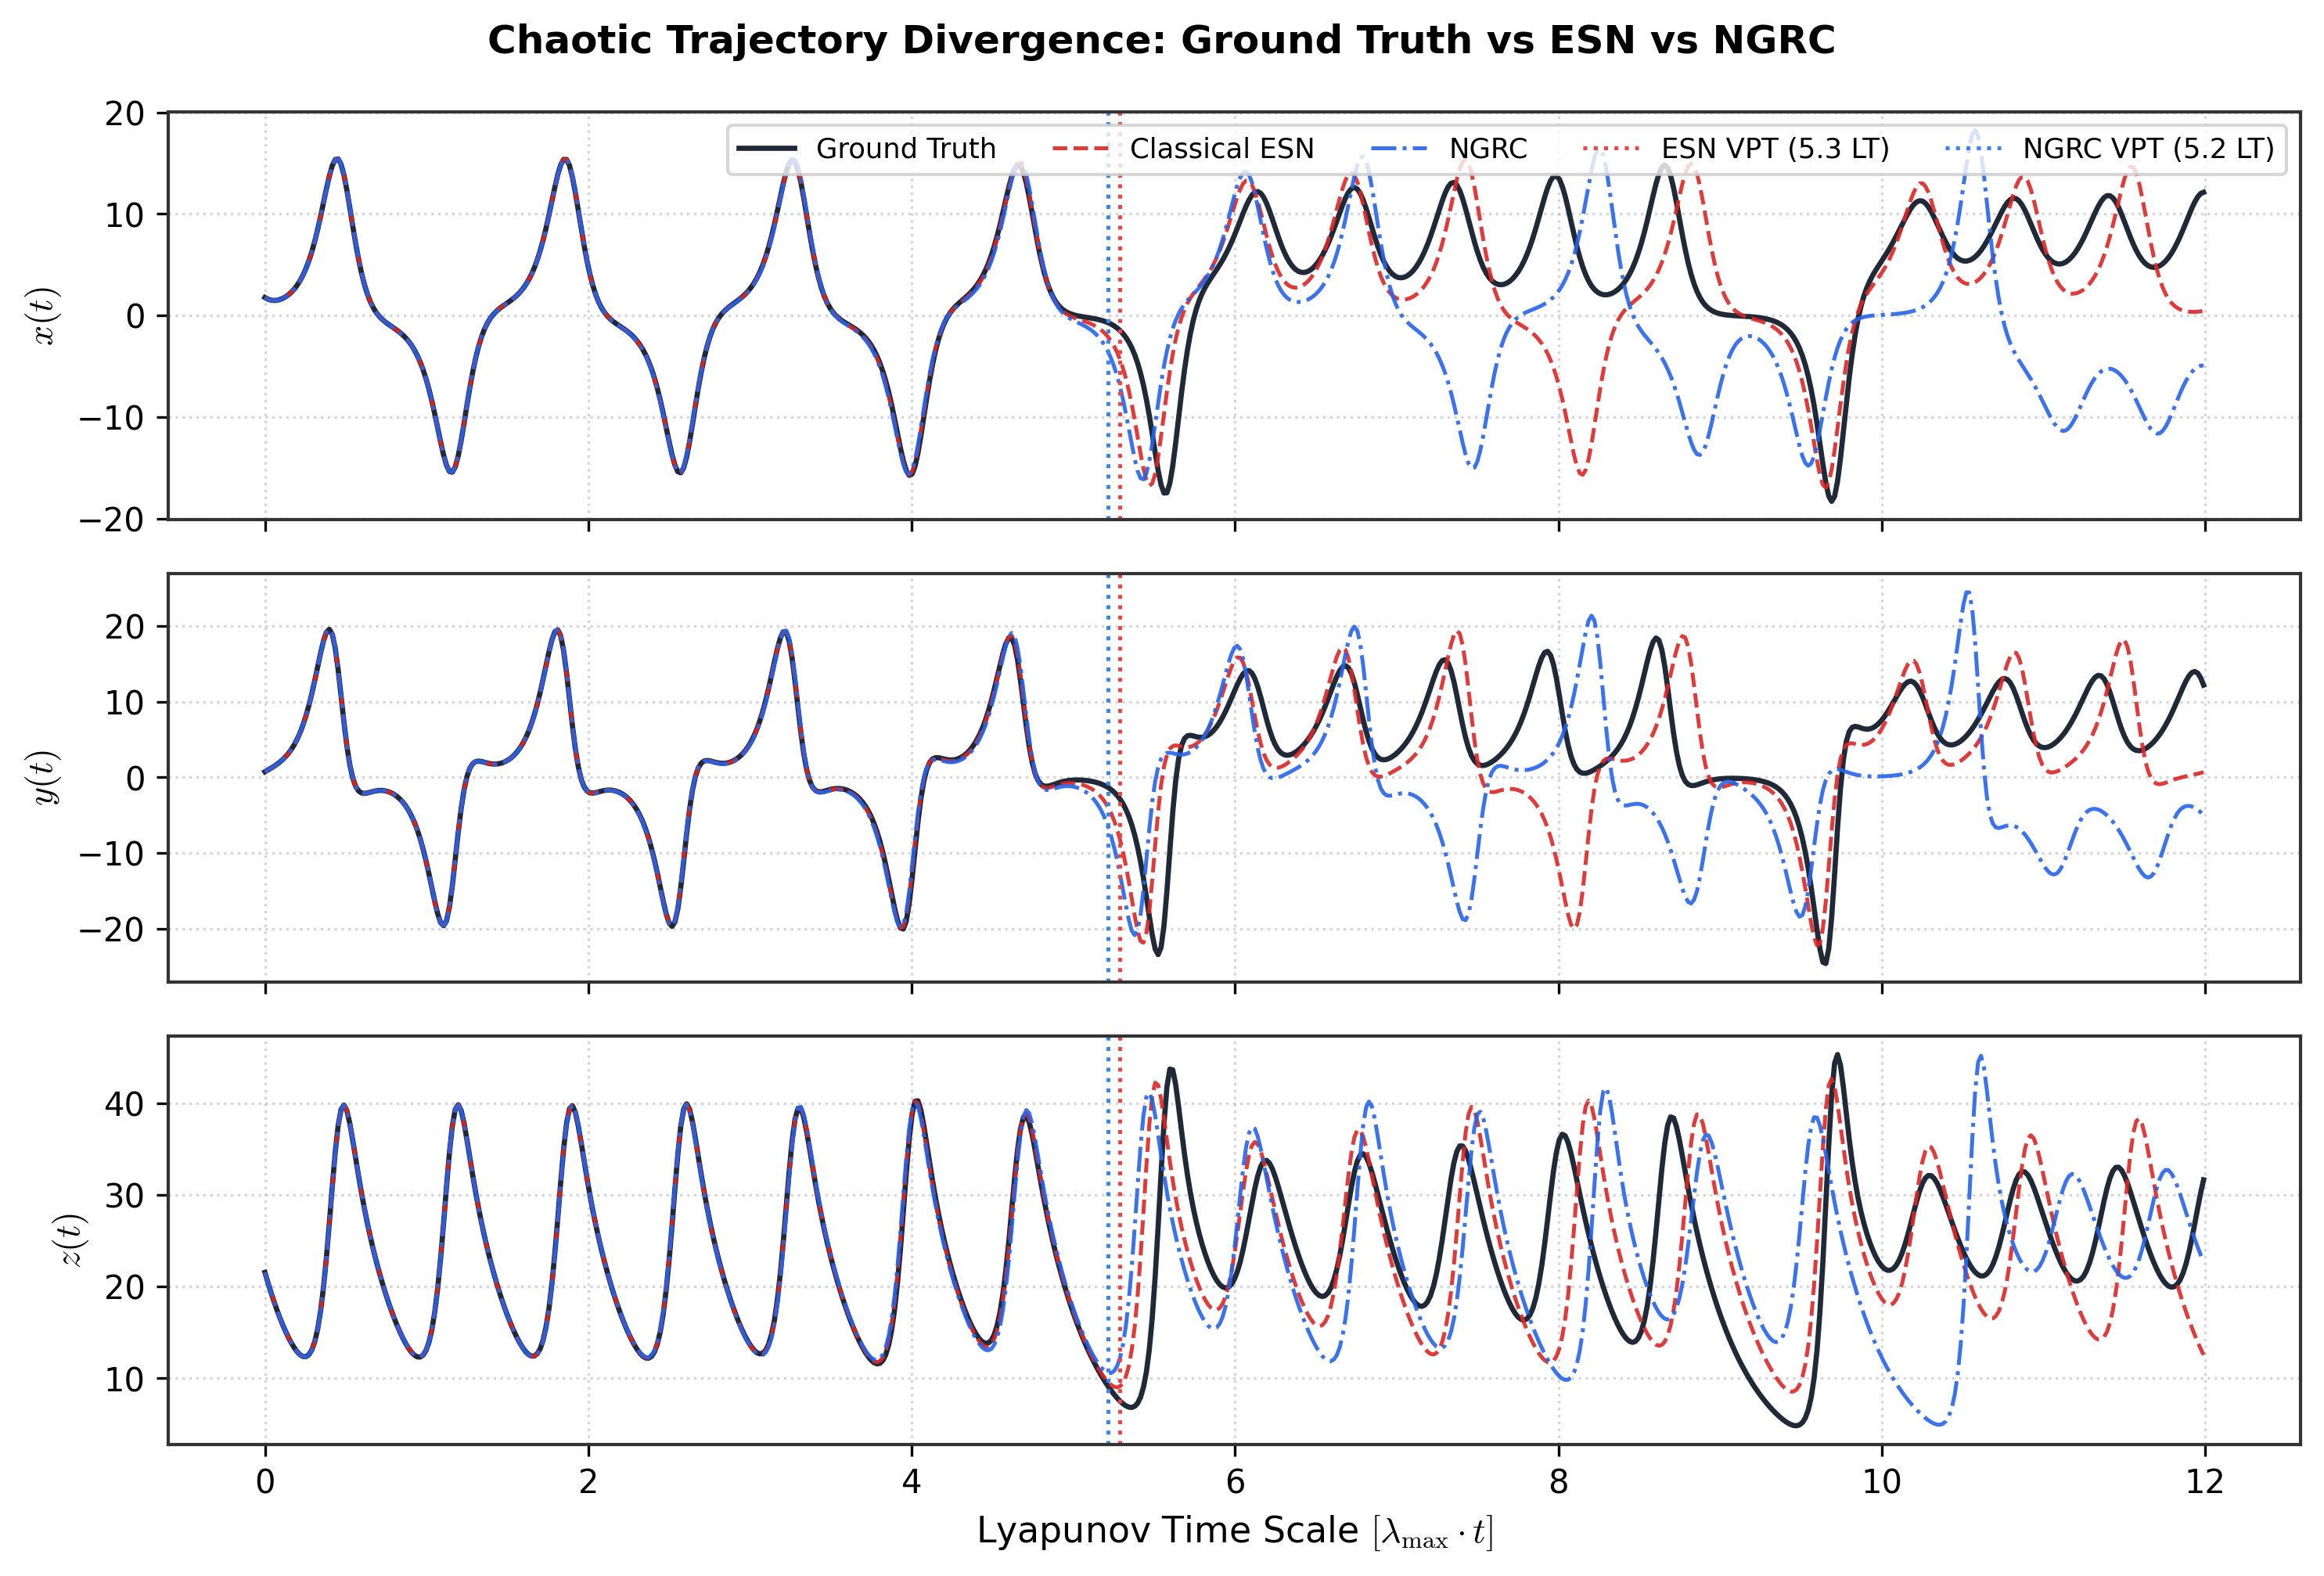 Chaotic Trajectory Divergence: Ground Truth vs ESN vs NGRC
Ground Truth Classical ESN NGRC ESN VPT (5.3 LT) NGRC VPT (5.2 LT)
20
10
0
−10
−20
x(t)
20
10
0
−10
−20
y(t)
40
30
20
10
z(t)
0 2 4 6 8 10 12
Lyapunov Time Scale [λmax · t]